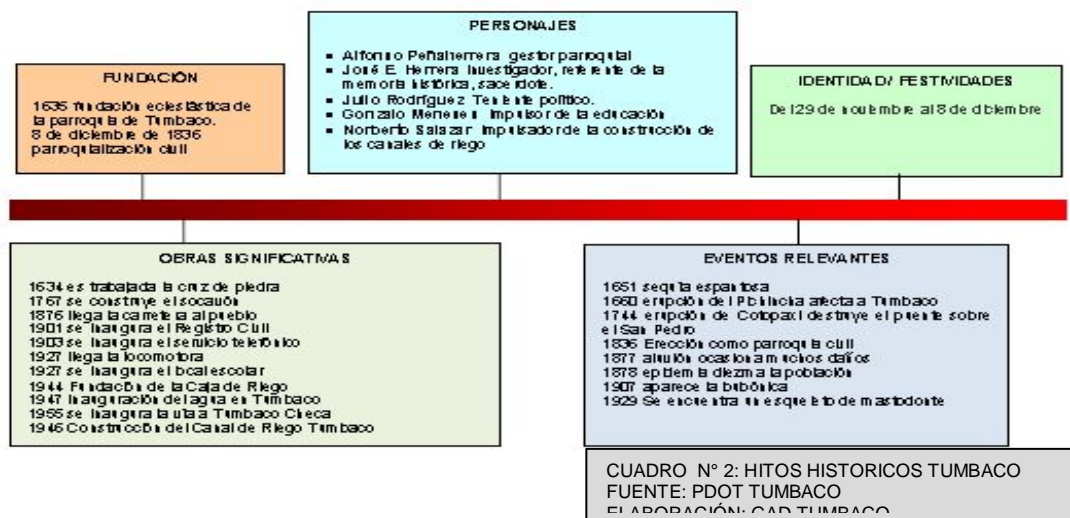 PERSONAJES
▪ Alfonso Peñaherrera gestor parroquial
▪ José E. Herrera Investigador, referente de la
memoria histórica, sacerdote.
▪ Julio Rodríguez Teniente político.
▪ Gonzalo Meneses Impulsor de la educación
▪ Norberto Salazar Impulsador de la construcción de
los canales de riego
FUNDACIÓN
1635 fundación eclesiástica de
la parroquia de Tumbaco.
8 de diciembre de 1836
parroquialización civil
IDENTIDAD/ FESTIVIDADES
Del 29 de noviembre al 8 de diciembre
OBRAS SIGNIFICATIVAS
1634 es trabajada la cruz de piedra
1767 se construye el socavón
1876 llega la carretera al pueblo
1901 se inaugura el Registro Civil
1903 se inaugura el servicio telefónico
1927 llega la locomotora
1927 se inaugura el local escolar
1944 Fundación de la Caja de Riego
1947 Inauguración del agua en Tumbaco
1955 se inaugura la vía a Tumbaco Checa
1946 Construcción del Canal de Riego Tumbaco
EVENTOS RELEVANTES
1651 sequía espantosa
1660 erupción del Pichincha afecta a Tumbaco
1744 erupción de Cotopaxi destruye el puente sobre
el San Pedro
1836 Erección como parroquia civil
1877 aluvión ocasionan muchos daños
1878 epidemia diezma la población
1907 aparece la bubónica
1929 Se encuentra un esqueleto de mastodonte
CUADRO N° 2: HITOS HISTORICOS TUMBACO
FUENTE: PDOT TUMBACO
ELABORACIÓN: GAD TUMBACO